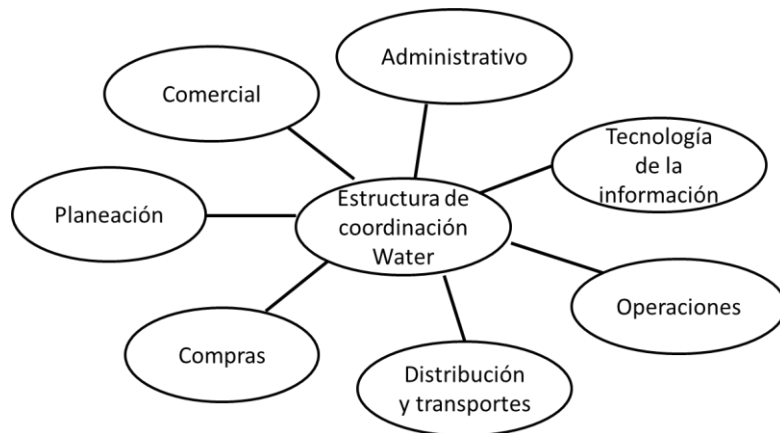 Administrativo
Comercial
Tecnología
de la
información
Planeación
Estructura de
coordinación
Water
Operaciones
Compras
Distribución
y transportes